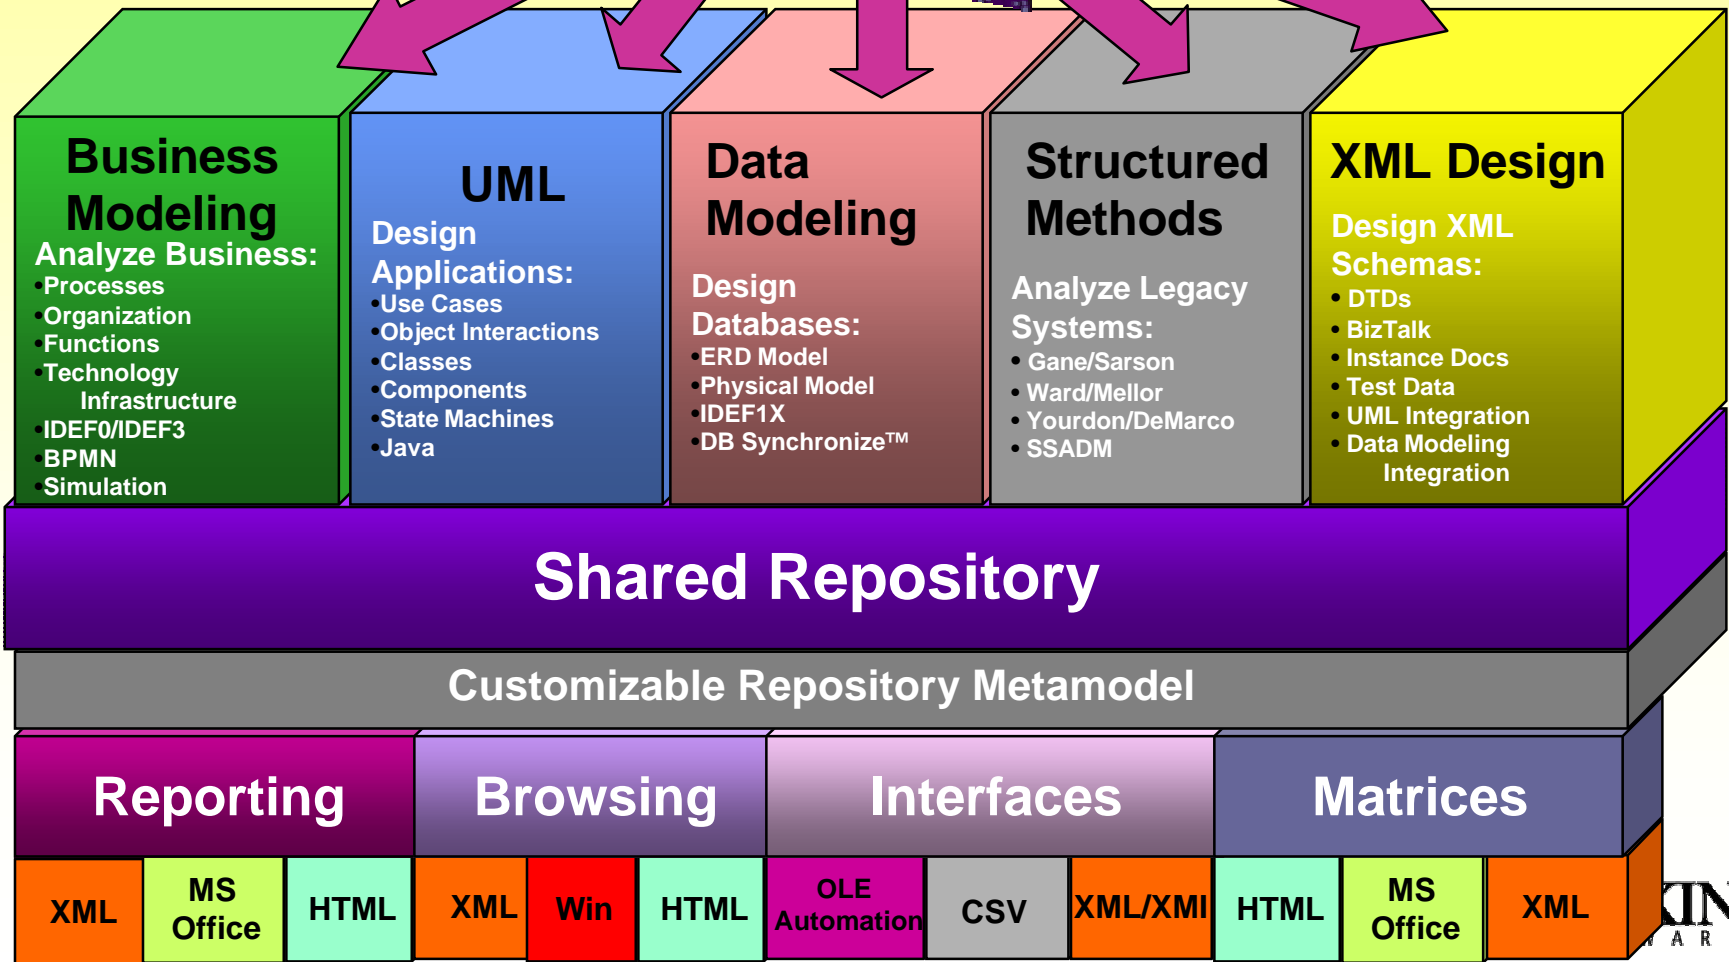 Business
Modeling
Analyze Business:
•Processes
•Organization
•Functions
•Technology
Infrastructure
•IDEF0/IDEF3
•BPMN
•Simulation
UML
Design
Applications:
•Use Cases
•Object Interactions
•Classes
•Components
•State Machines
•Java
Data
Modeling
Design
Databases:
•ERD Model
•Physical Model
•IDEF1X
•DB Synchronize™
Structured
Methods
Analyze Legacy
Systems:
• Gane/Sarson
• Ward/Mellor
• Yourdon/DeMarco
• SSADM
XML Design
Design XML
Schemas:
• DTDs
• BizTalk
• Instance Docs
• Test Data
• UML Integration
• Data Modeling
Integration
Shared Repository
Customizable Repository Metamodel
Reporting
Browsing
Interfaces
Matrices
XML
MS
Office
HTML
XML
Win
HTML
OLE
Automation
CSV
XML/XMI
HTML
MS
Office
XML